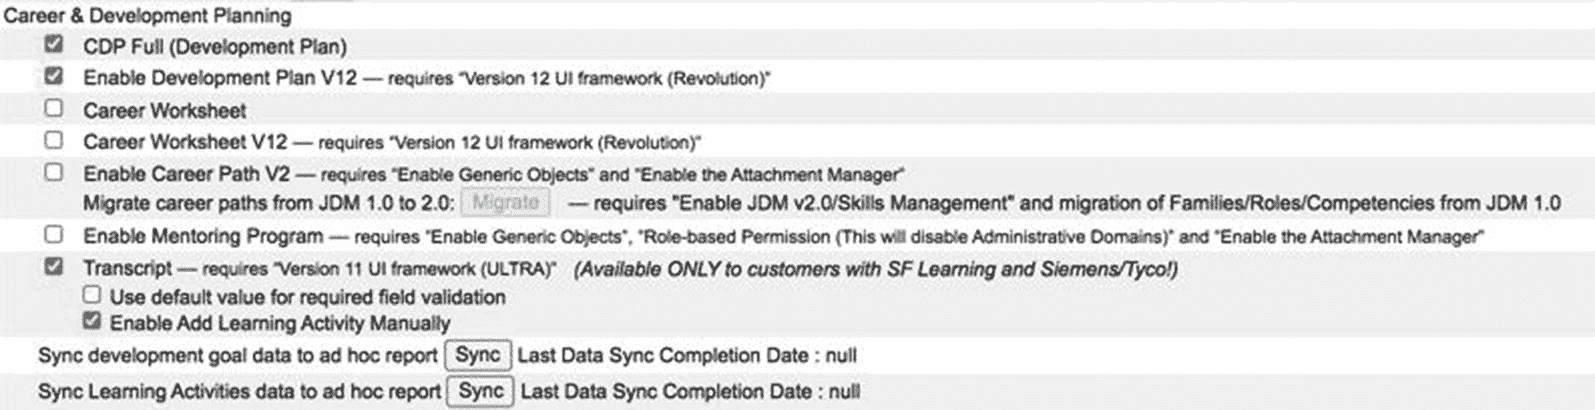 Career & Development Planning
CDP Full (Development Plan)
Enable Development Plan V12 — requires "Version 12 UI framework (Revolution)"
Career Worksheet
Career Worksheet V12 — requires "Version 12 UI framework (Revolution)"
Enable Career Path V2 — requires "Enable Generic Objects" and "Enable the Attachment Manager"
Migrate career paths from JDM 1.0 to 2.0: Migrate — requires "Enable JDM v2.0/Skills Management" and migration of Families/Roles/Competencies from JDM 1.0
Enable Mentoring Program — requires "Enable Generic Objects", "Role-based Permission (This will disable Administrative Domains)" and "Enable the Attachment Manager"
Transcript — requires "Version 11 UI framework (ULTRA)" (Available ONLY to customers with SF Learning and Siemens/Tyco!)
Use default value for required field validation
Enable Add Learning Activity Manually
Sync development goal data to ad hoc report Sync Last Data Sync Completion Date : null
Sync Learning Activities data to ad hoc report Sync Last Data Sync Completion Date : null